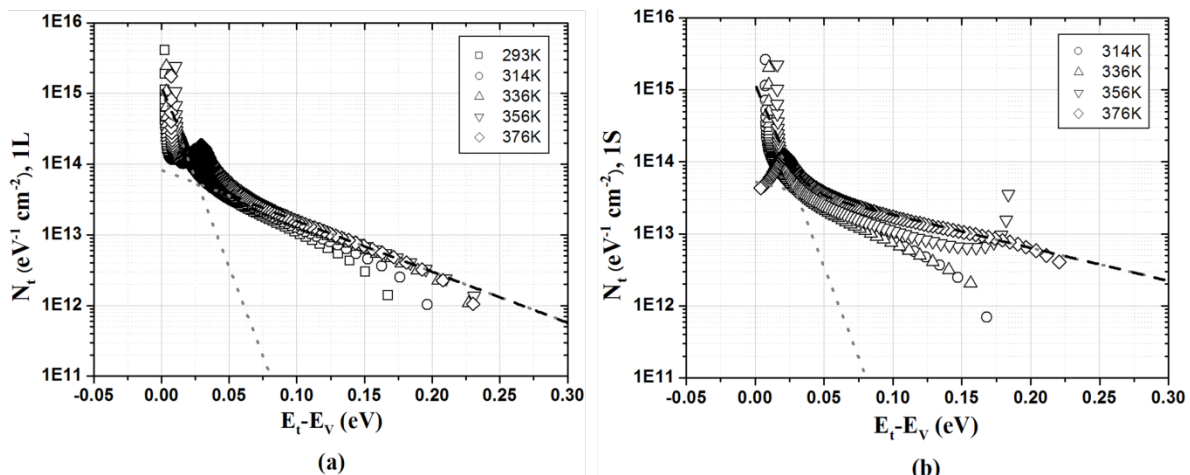 1E16
1E15
1E14
1E13
1E12
1E11
N_t (eV⁻¹ cm⁻²), 1L
293K
314K
336K
356K
376K
-0.05 0.00 0.05 0.10 0.15 0.20 0.25 0.30
E_t-E_V (eV)
(a)
1E16
1E15
1E14
1E13
1E12
1E11
N_t (eV⁻¹ cm⁻²), 1S
314K
336K
356K
376K
-0.05 0.00 0.05 0.10 0.15 0.20 0.25 0.30
E_t-E_V (eV)
(b)